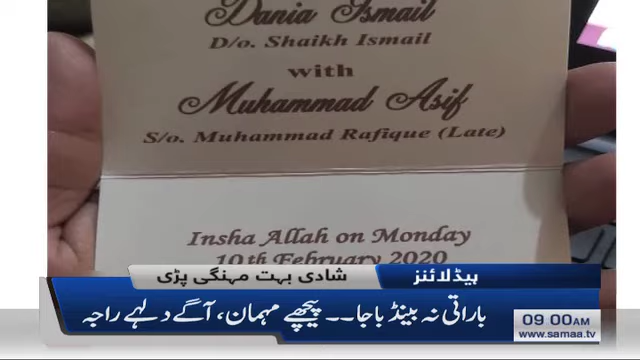 Dania Ismail
D/o. Shaikh Ismail
with
Muhammad Asif
S/o. Muhammad Rafique (Late)
Insha Allah on Monday
10th February 2020
شادی بہت مہنگی پڑی
ہیڈلائنز
باراتی نہ بینڈ باجا۔۔ پیچھے مہمان، آگے دلہے راجہ
09:00AM
www.samaa.tv